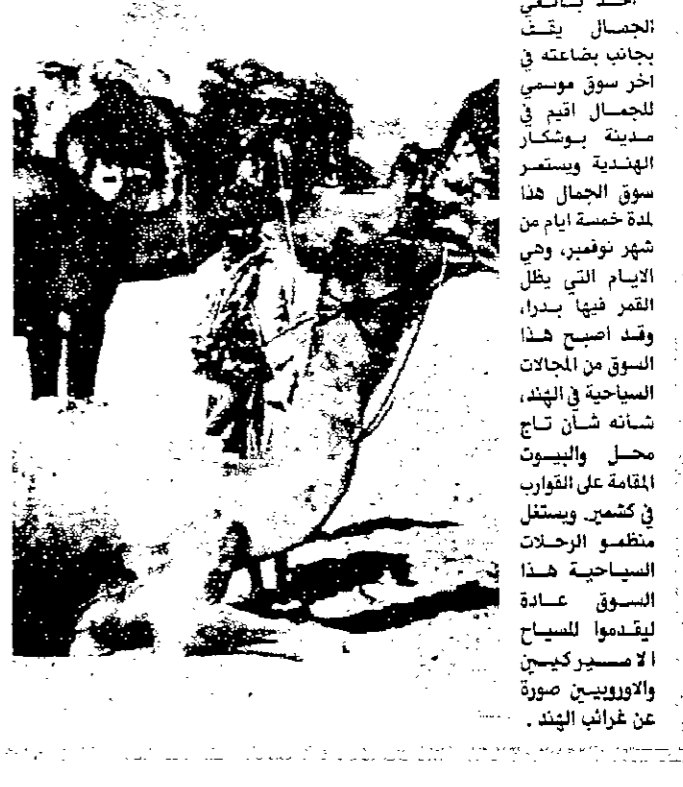 احد بائعي
الجمال يقف
بجانب بضاعته في
اخر سوق موسمي
للجمال اقيم في
مدينة بوشكار
الهندية ويستمر
سوق الجمال هذا
لمدة خمسة ايام من
شهر نوفمبر، وهي
الايام التي يظل
القمر فيها بدرا،
وقد اصبح هذا
السوق من المجالات
السياحية في الهند،
شأنه شأن تاج
محل والبيوت
المقامة على القوارب
في كشمير. ويستغل
منظمو الرحلات
السياحية هذا
السوق عادة
ليقدموا للسياح
الاميركيين
والاوروبيين صورة
عن غرائب الهند .